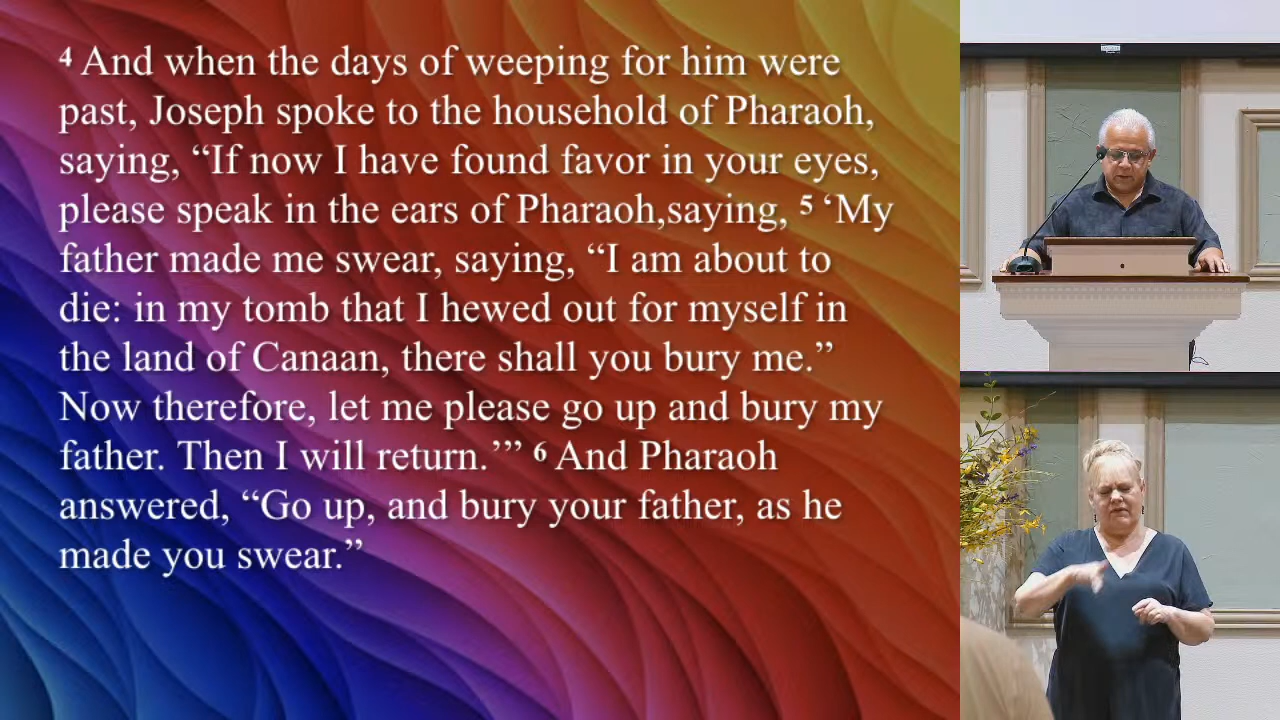 4 And when the days of weeping for him were
past, Joseph spoke to the household of Pharaoh,
saying, “If now I have found favor in your eyes,
please speak in the ears of Pharaoh,saying, 5 ‘My
father made me swear, saying, “I am about to
die: in my tomb that I hewed out for myself in
the land of Canaan, there shall you bury me.”
Now therefore, let me please go up and bury my
father. Then I will return.’” 6 And Pharaoh
answered, “Go up, and bury your father, as he
made you swear.”